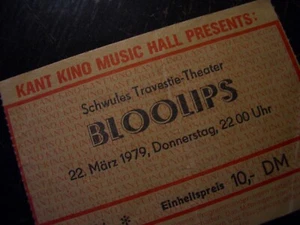 KANT KINO MUSIC HALL PRESENTS:
Schwules Travestie-Theater
BLOOLIPS
22. März 1979, Donnerstag, 22.00 Uhr
Einheitspreis 10,- DM